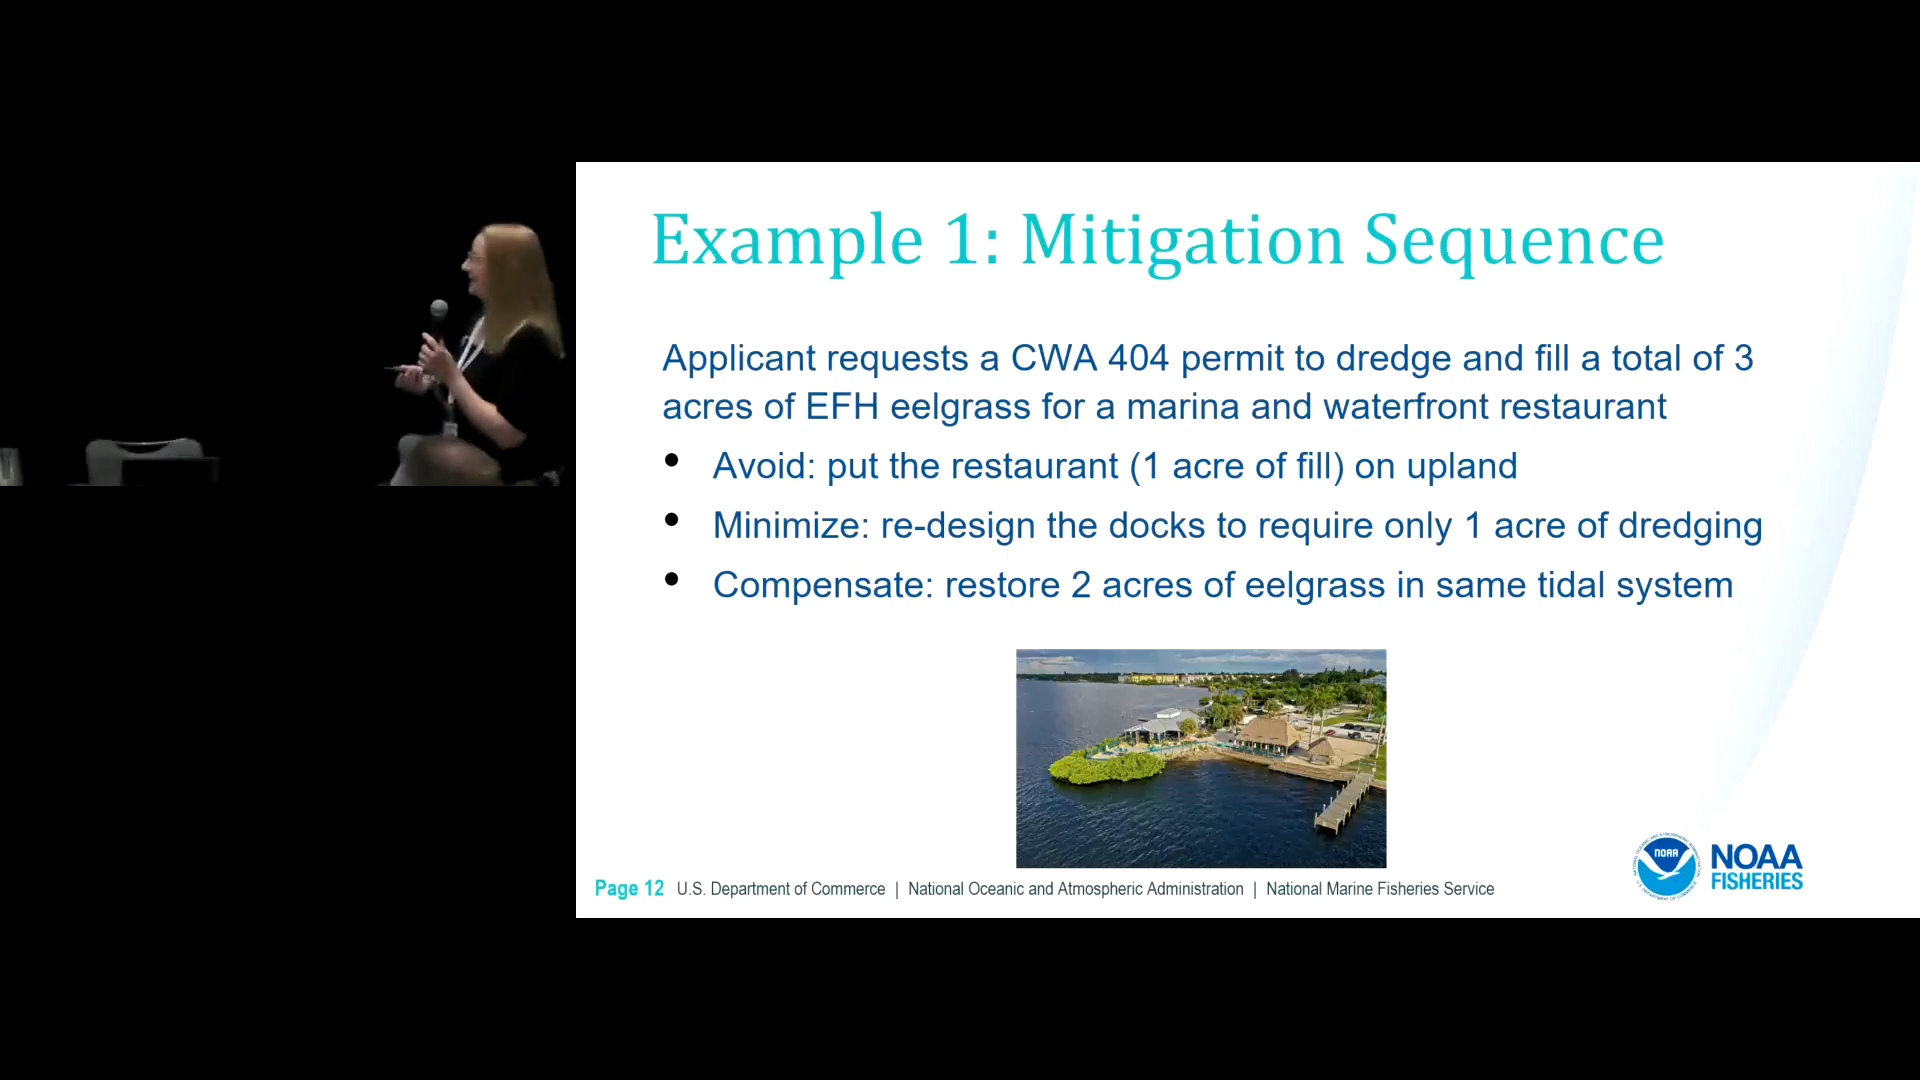 Example 1: Mitigation Sequence
Applicant requests a CWA 404 permit to dredge and fill a total of 3
acres of EFH eelgrass for a marina and waterfront restaurant
• Avoid: put the restaurant (1 acre of fill) on upland
• Minimize: re-design the docks to require only 1 acre of dredging
• Compensate: restore 2 acres of eelgrass in same tidal system
NOAA
NOAA
FISHERIES
Page 12 U.S. Department of Commerce | National Oceanic and Atmospheric Administration | National Marine Fisheries Service